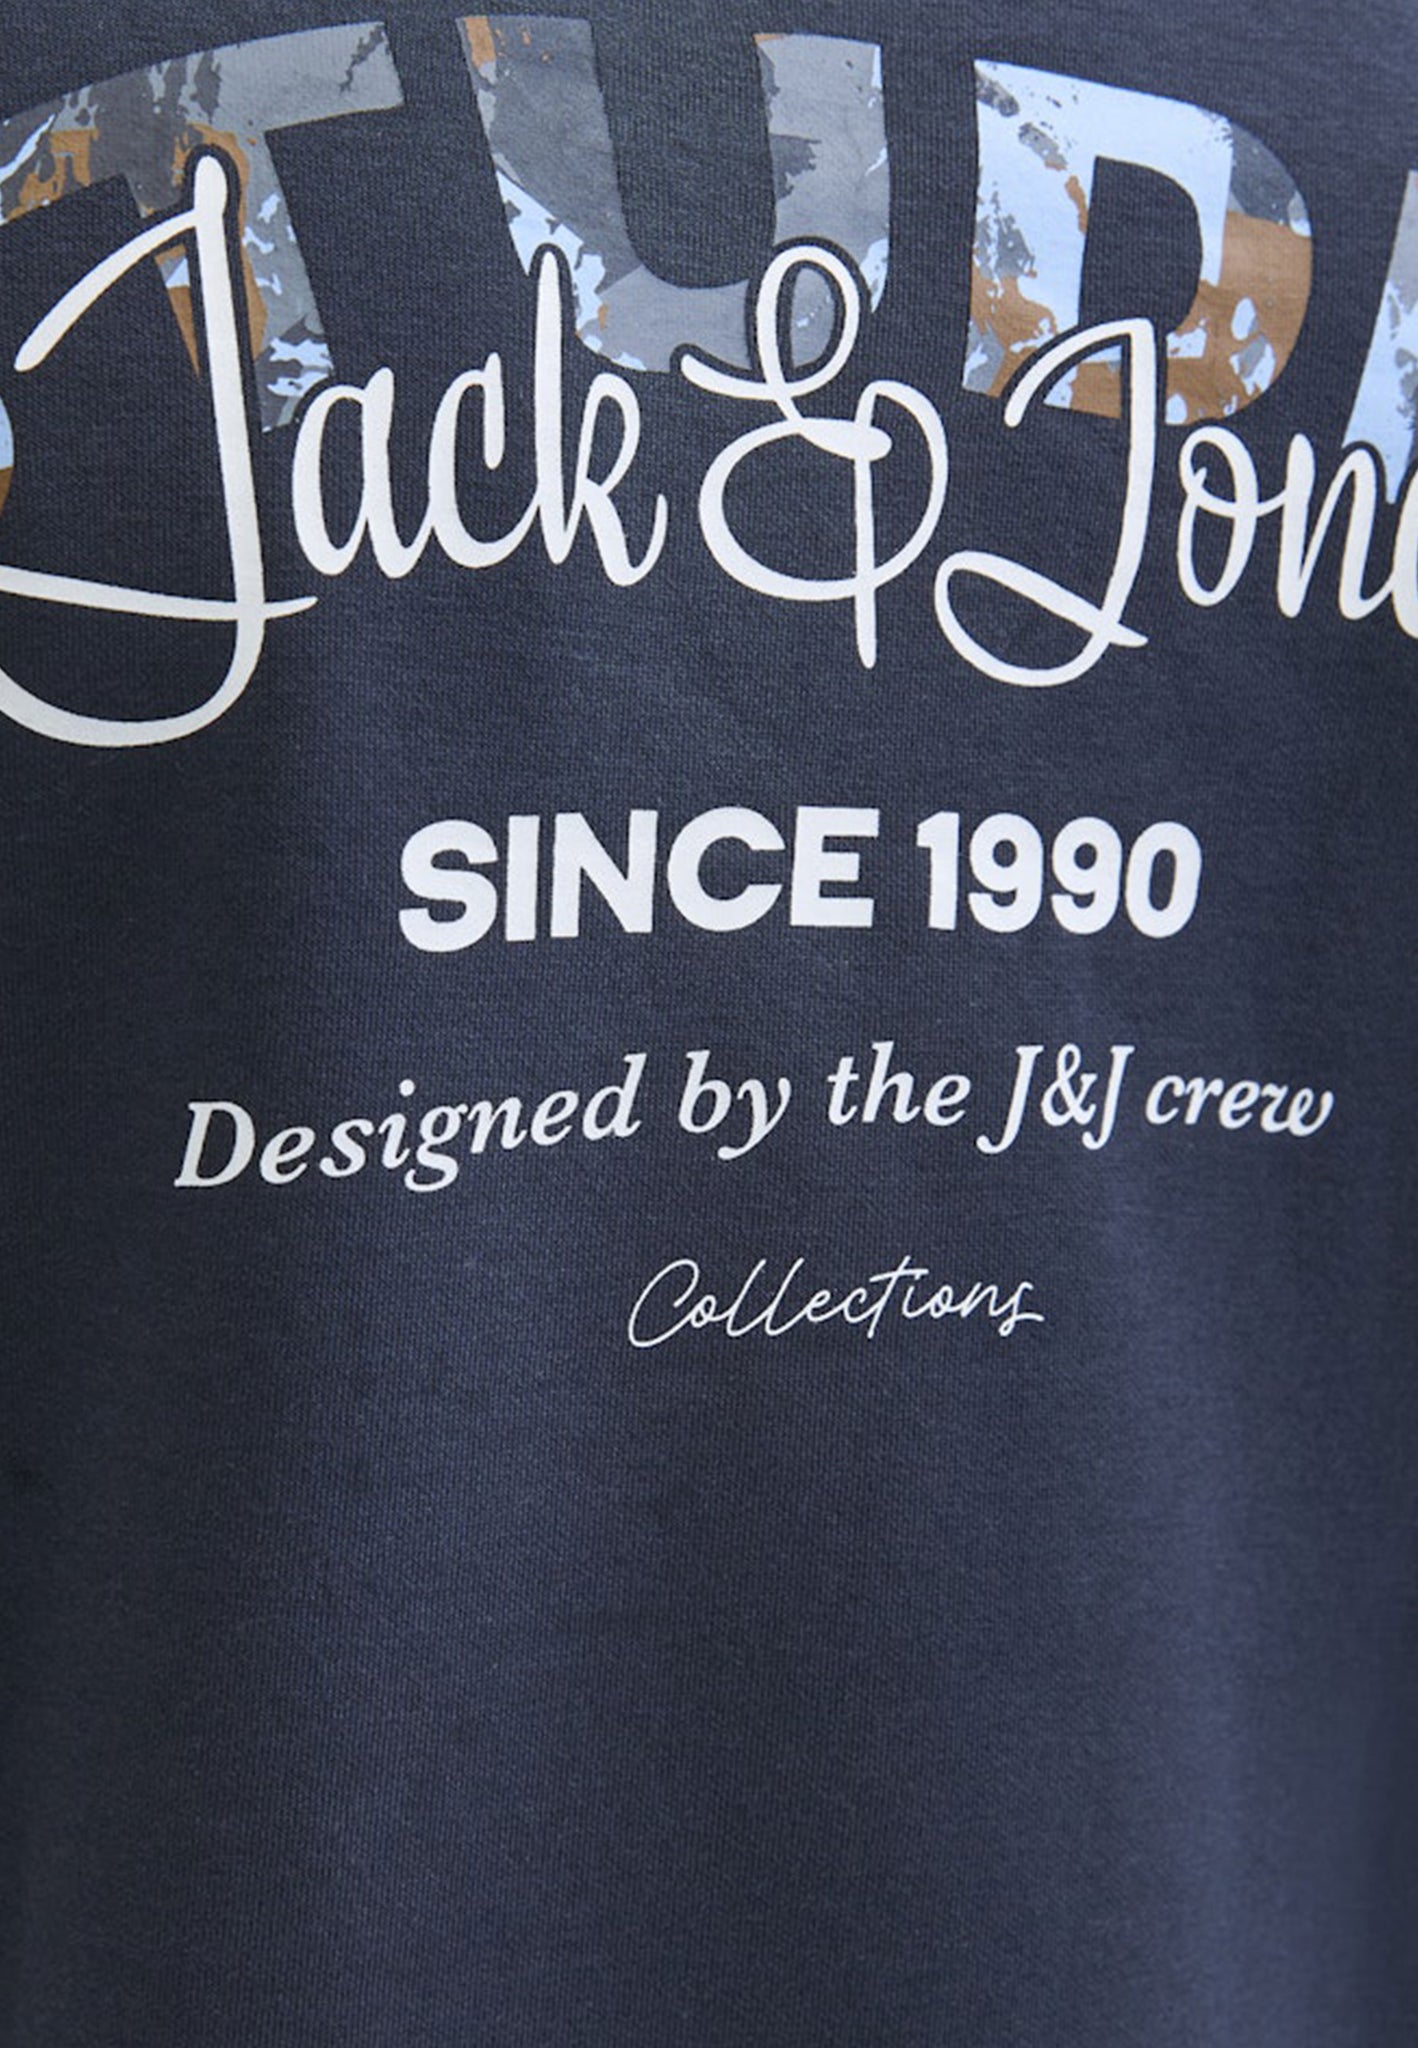 Jack & Jone
SINCE 1990
Designed by the J&J crew
Collections